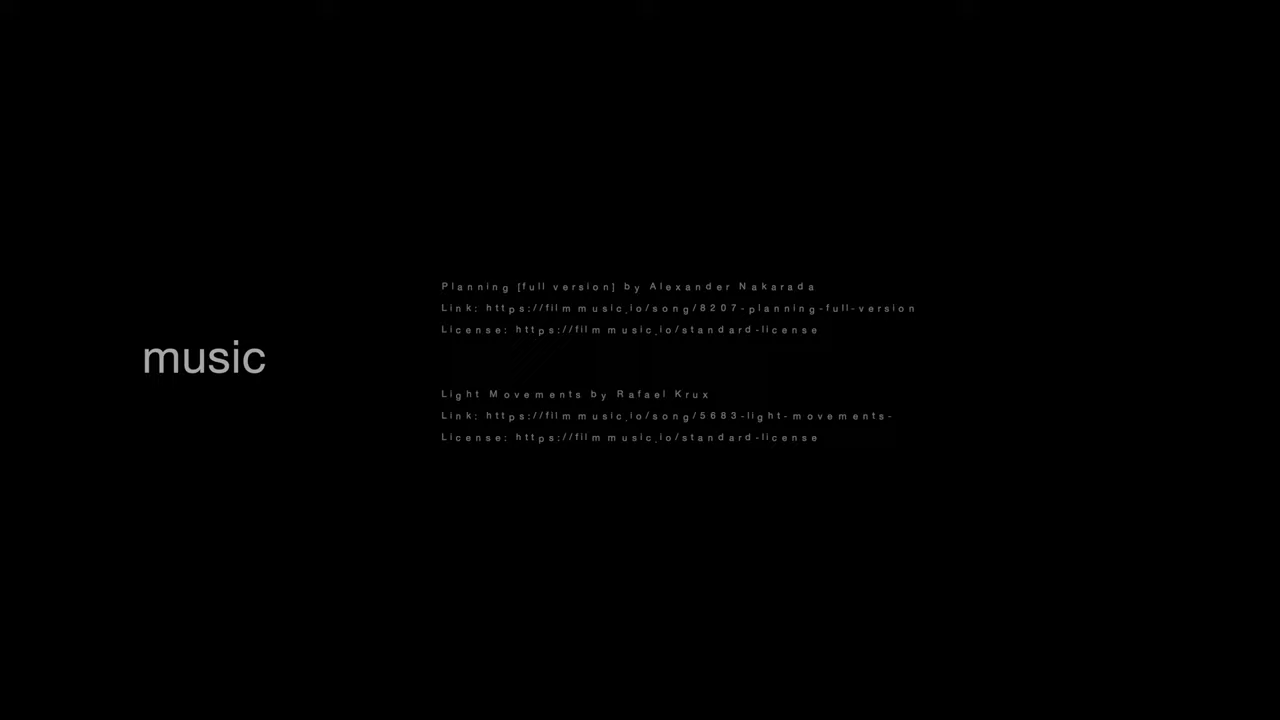 music
Planning [full version] by Alexander Nakarada
Link: https://filmmusic.io/song/8207-planning-full-version
License: https://filmmusic.io/standard-license
Light Movements by Rafael Krux
Link: https://filmmusic.io/song/5683-light-movements-
License: https://filmmusic.io/standard-license